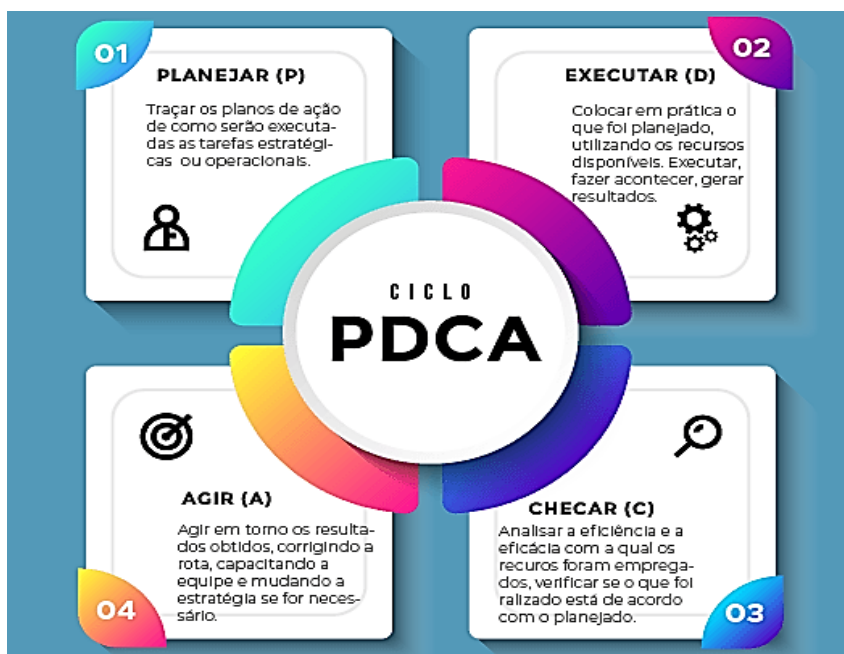 01
PLANEJAR (P)
Traçar os planos de ação
de como serão executa-
das as tarefas estratégi-
cas ou operacionais.
02
EXECUTAR (D)
Colocar em prática o
que foi planejado,
utilizando os recursos
disponíveis. Executar,
fazer acontecer, gerar
resultados.
CICLO
PDCA
AGIR (A)
Agir em torno os resulta-
dos obtidos, corrigindo a
rota, capacitando a
equipe e mudando a
estratégia se for neces-
sário.
04
CHECAR (C)
Analisar a eficiência e a
eficácia com a qual os
recuros foram emprega-
dos, verificar se o que foi
ralizado está de acordo
com o planejado.
03